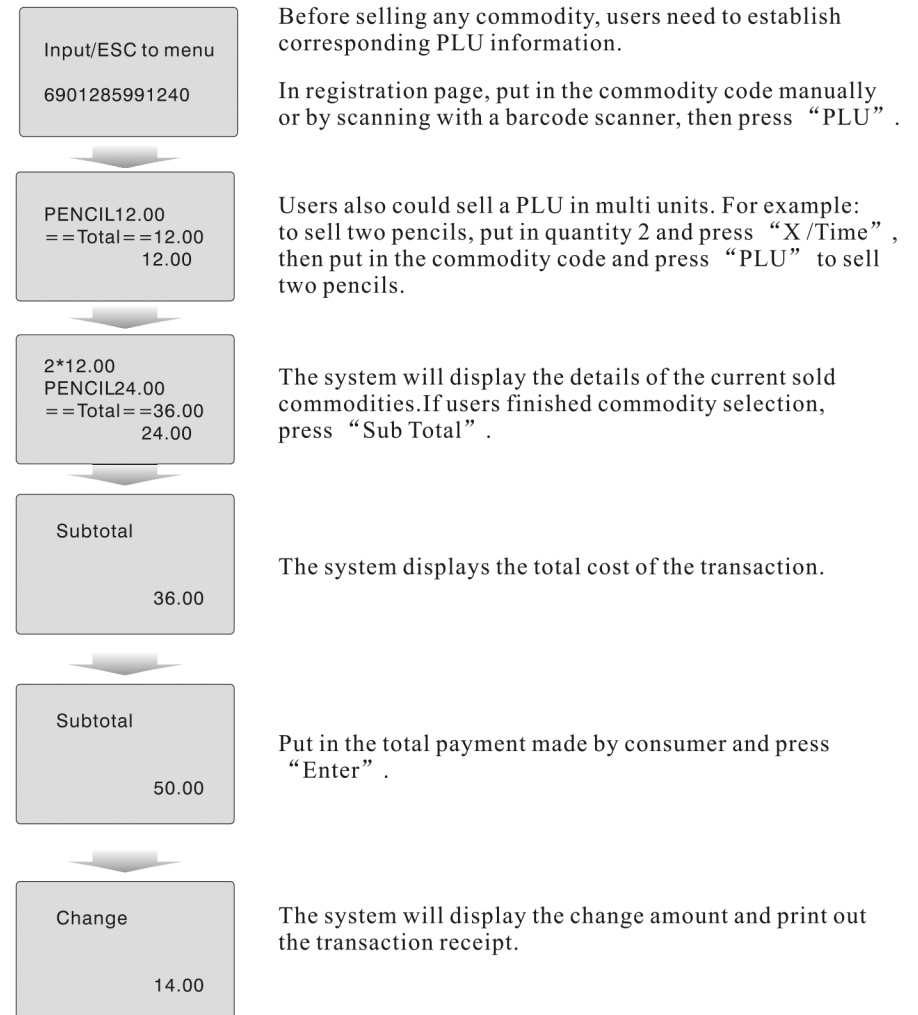 Input/ESC to menu
6901285991240
Before selling any commodity, users need to establish
corresponding PLU information.
In registration page, put in the commodity code manually
or by scanning with a barcode scanner, then press “PLU”.
PENCIL12.00
==Total==12.00
12.00
Users also could sell a PLU in multi units. For example:
to sell two pencils, put in quantity 2 and press “X /Time”,
then put in the commodity code and press “PLU” to sell
two pencils.
2*12.00
PENCIL24.00
==Total==36.00
24.00
The system will display the details of the current sold
commodities.If users finished commodity selection,
press “Sub Total”.
Subtotal
36.00
The system displays the total cost of the transaction.
Subtotal
50.00
Put in the total payment made by consumer and press
“Enter”.
Change
14.00
The system will display the change amount and print out
the transaction receipt.